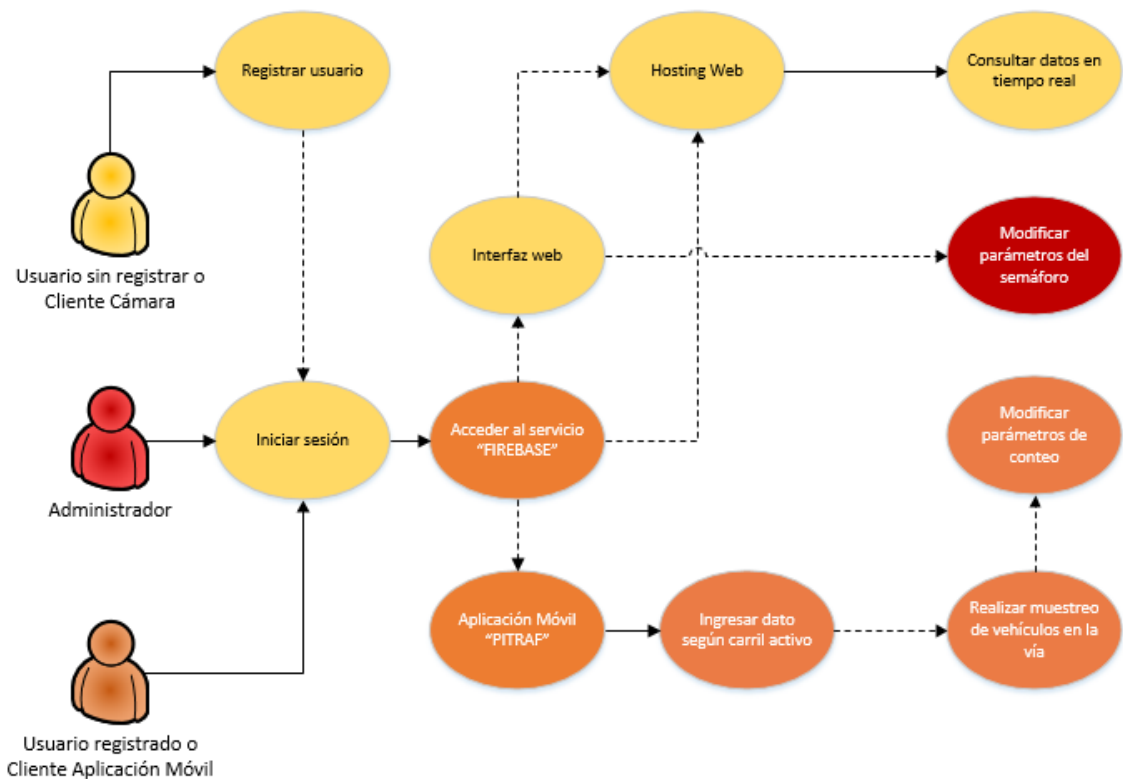 Registrar usuario
Hosting Web
Consultar datos en
tiempo real
Usuario sin registrar o
Cliente Cámara
Interfaz web
Modificar
parámetros del
semáforo
Iniciar sesión
Acceder al servicio
“FIREBASE”
Modificar
parámetros de
conteo
Administrador
Aplicación Móvil
“PITRAF”
Ingresar dato
según carril activo
Realizar muestreo
de vehículos en la
vía
Usuario registrado o
Cliente Aplicación Móvil